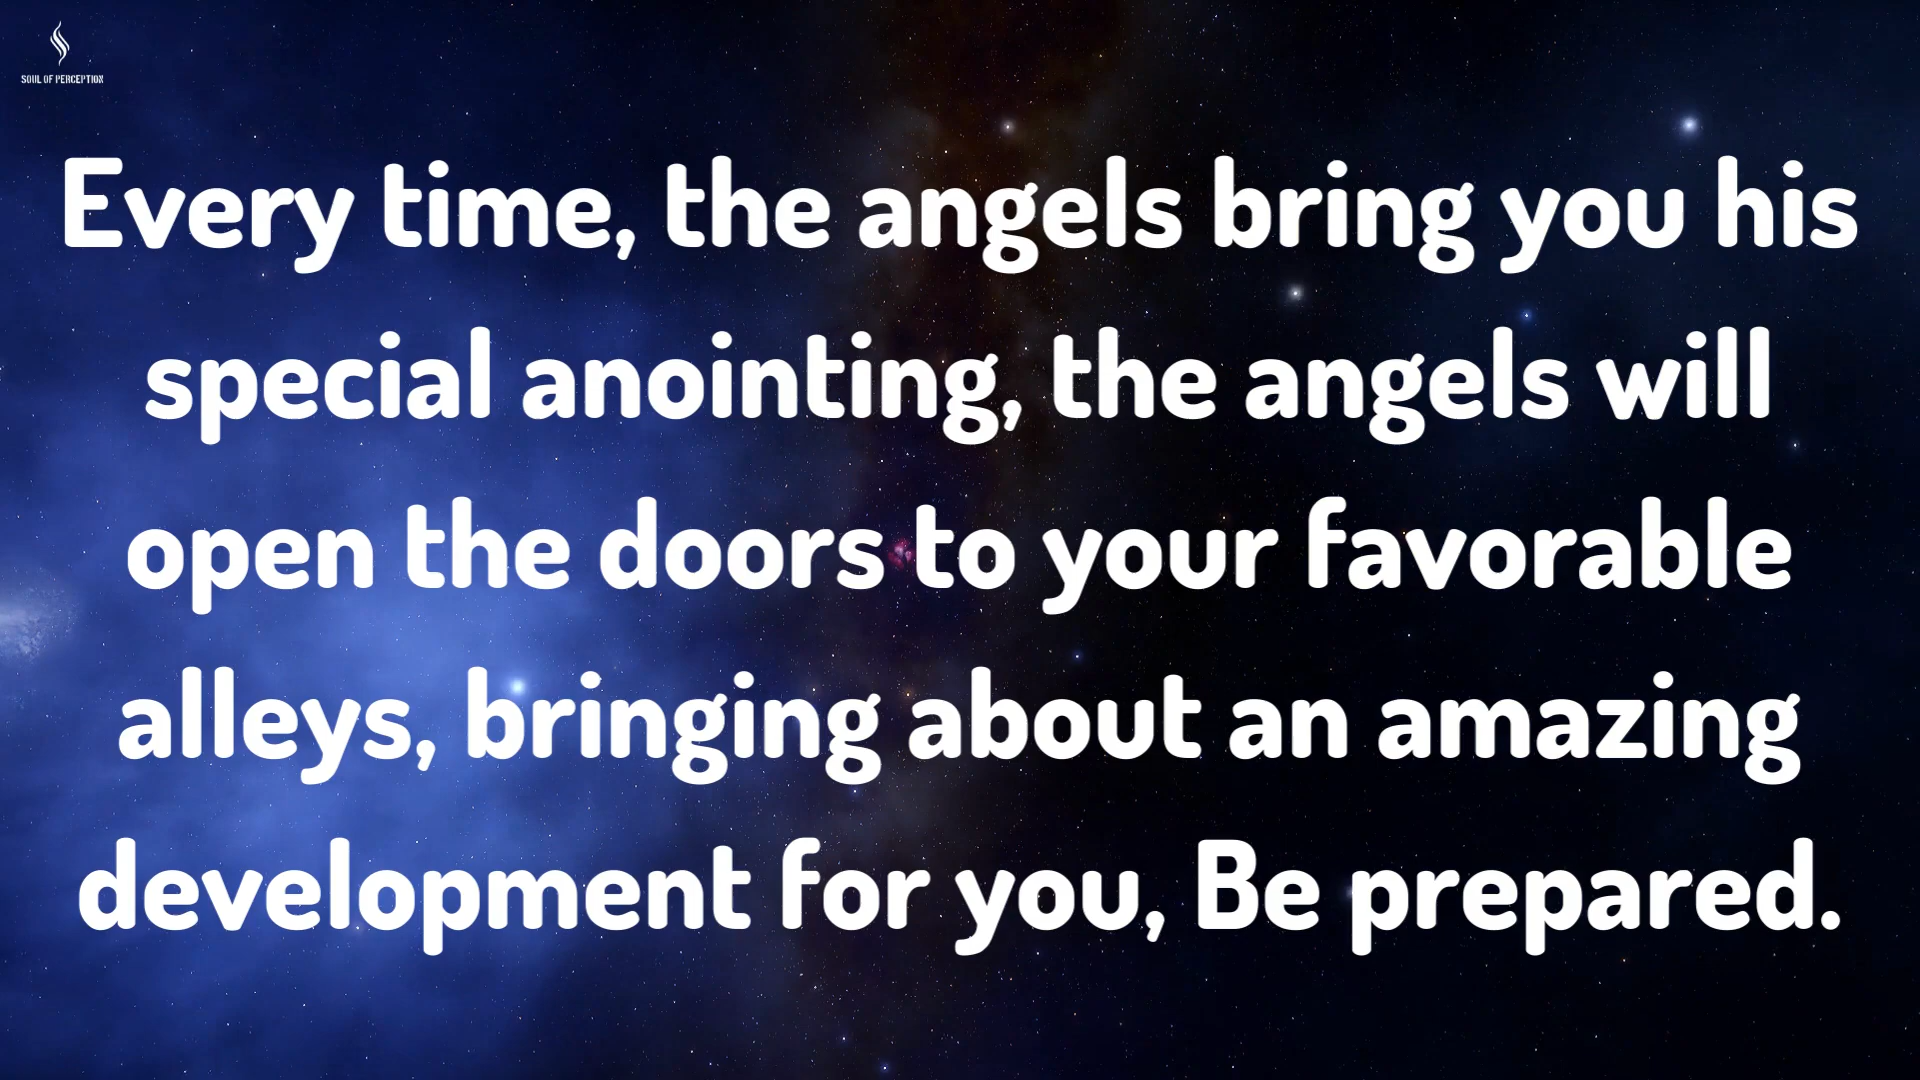 SOUL OF PERCEPTION
Every time, the angels bring you his
special anointing, the angels will
open the doors to your favorable
alleys, bringing about an amazing
development for you, Be prepared.